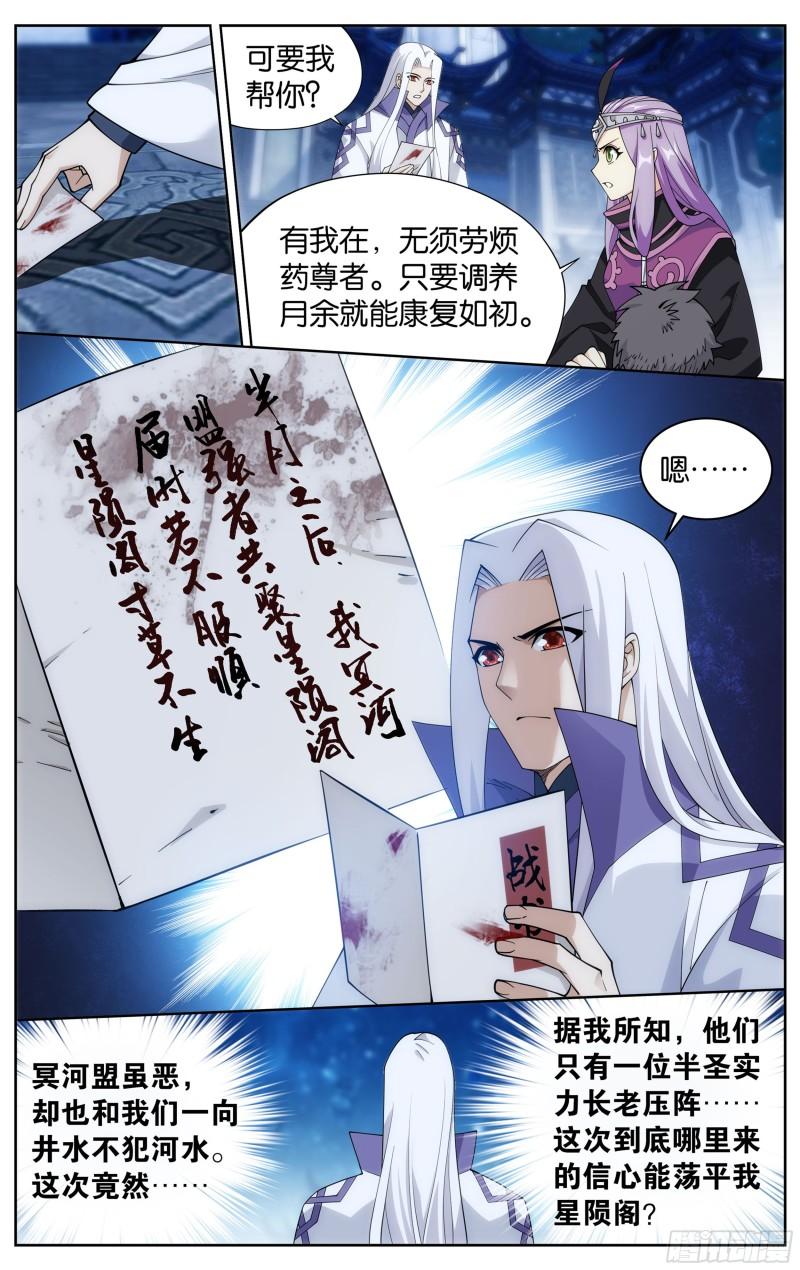 可要我
帮你？
有我在，无须劳烦
药尊者。只要调养
月余就能康复如初。
半月之后，我冥河
盟强者共聚星陨阁
届时若不服顺
星陨阁寸草不生
嗯……
战书
据我所知，他们
只有一位半圣实
力长老压阵……
这次到底哪里来
的信心能荡平我
星陨阁？
冥河盟虽恶，
却也和我们一向
井水不犯河水。
这次竟然……
腾讯动漫